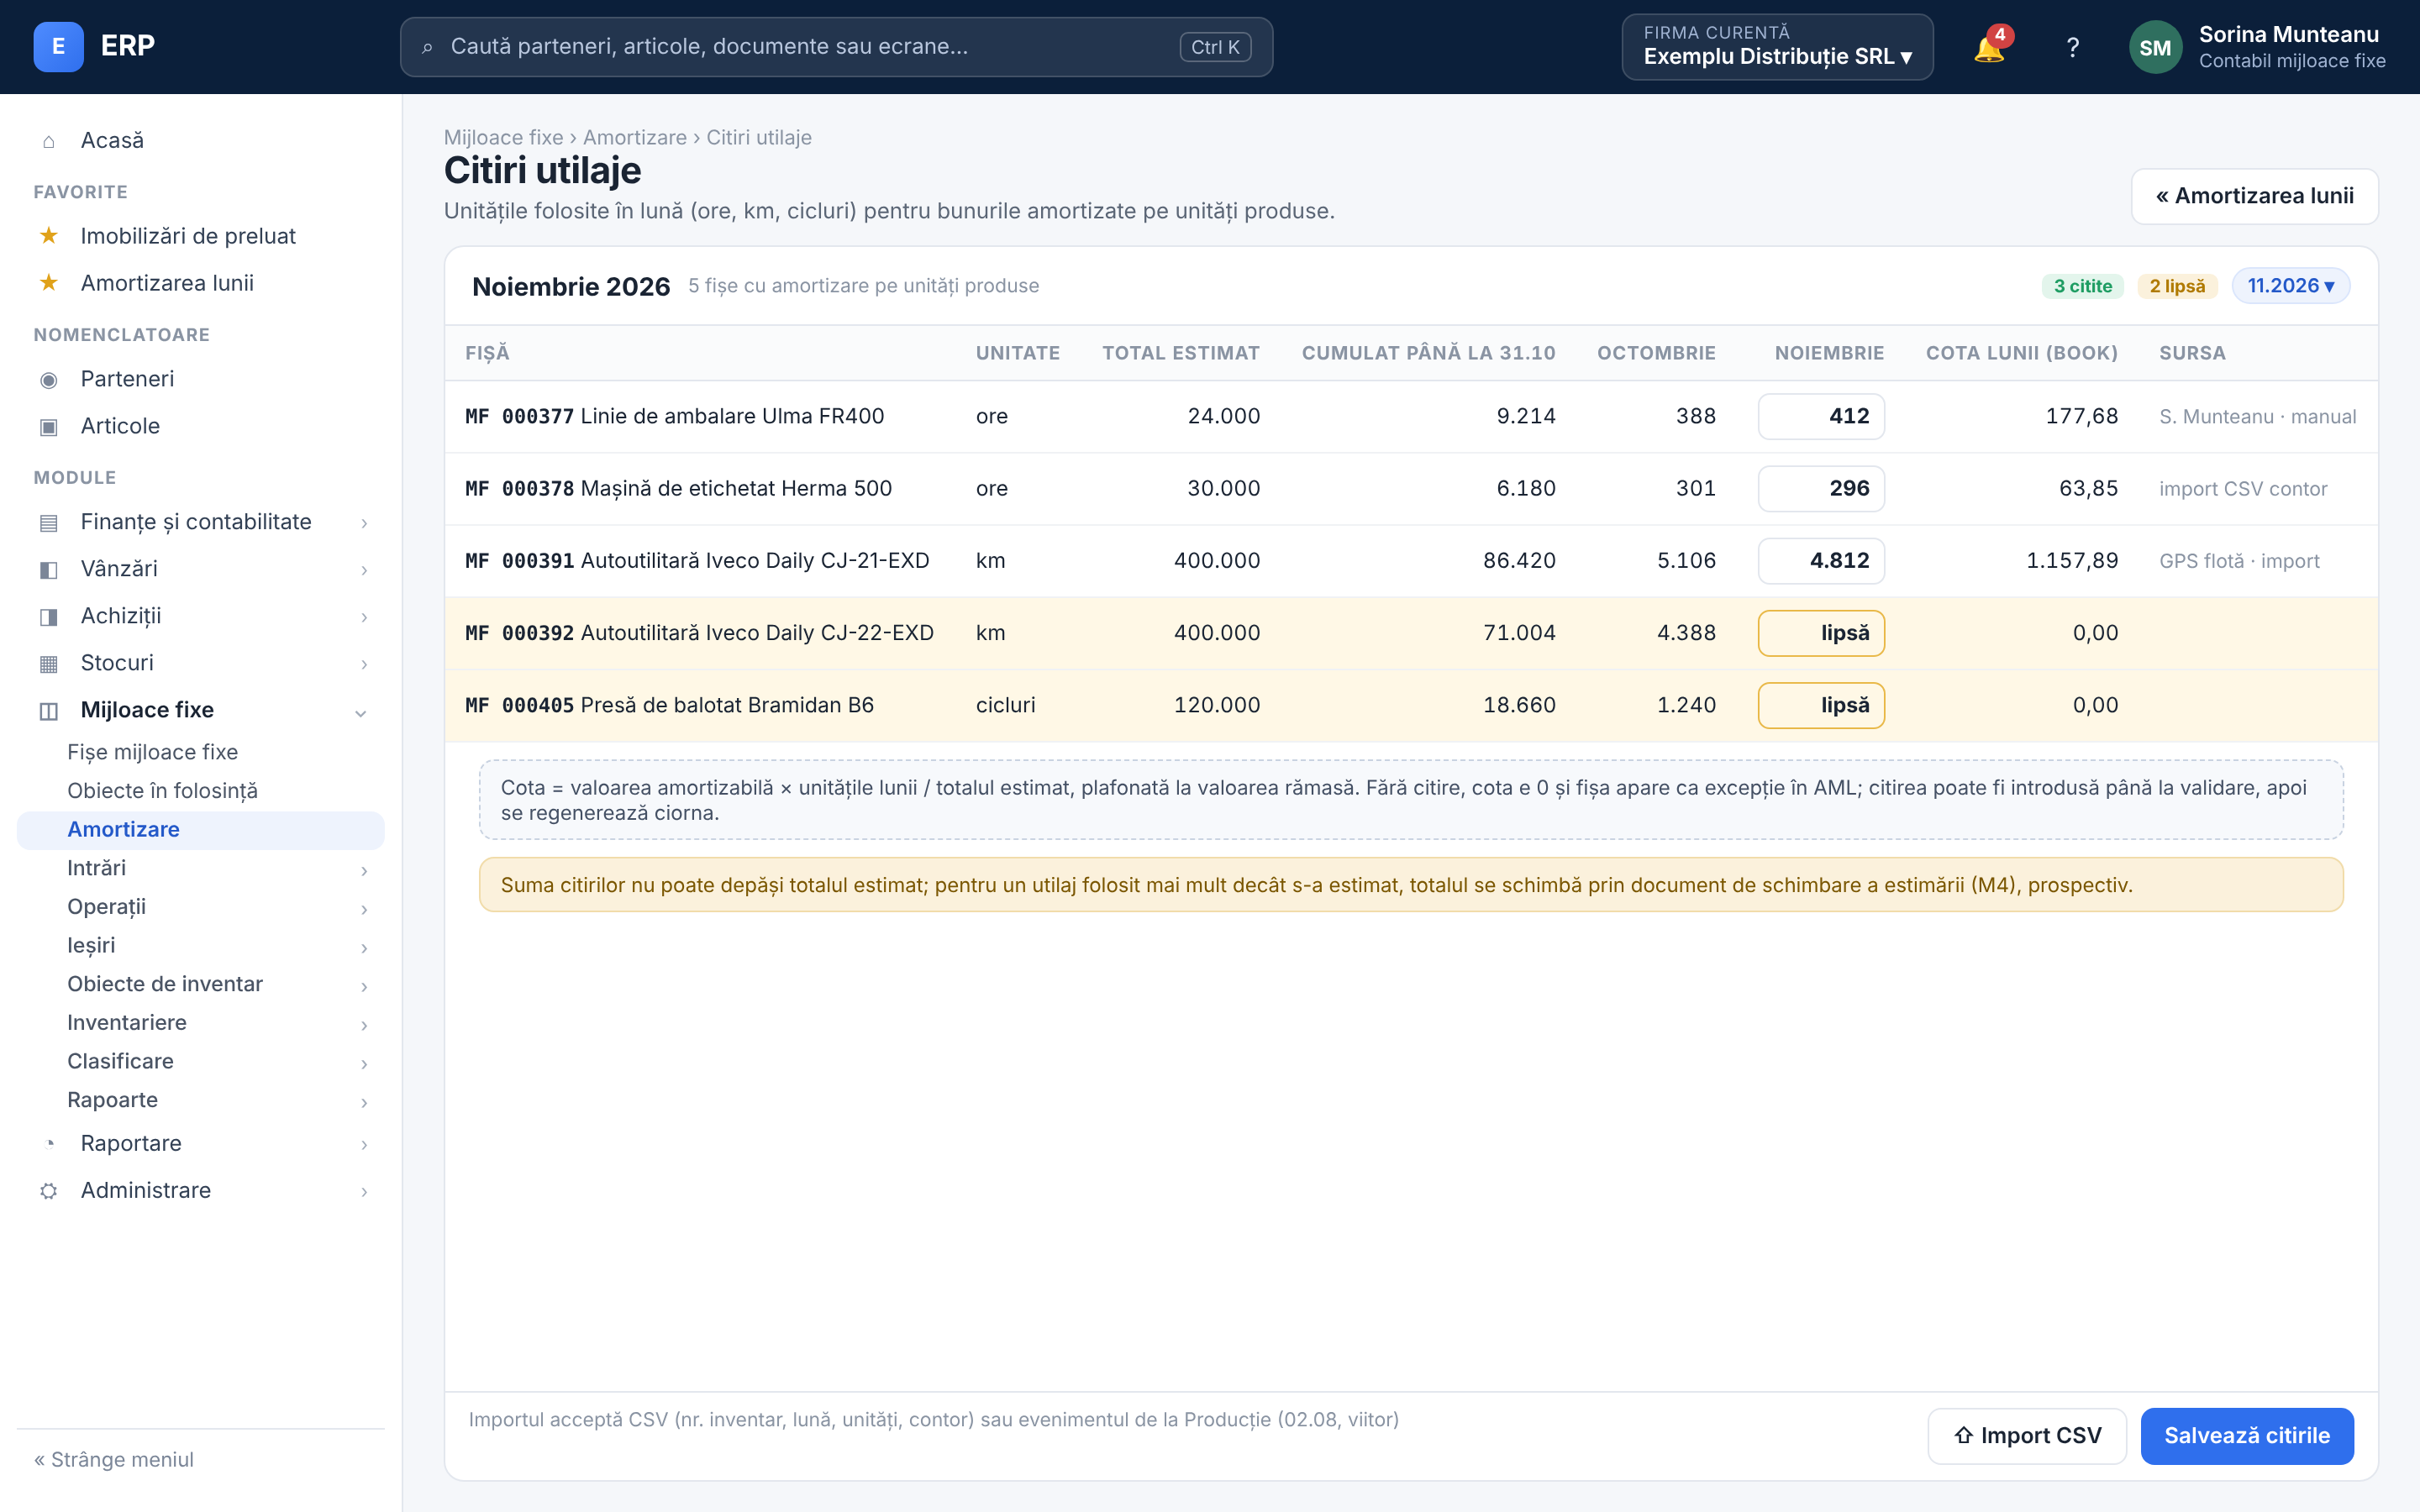 E ERP
Caută parteneri, articole, documente sau ecrane... Ctrl K
FIRMA CURENTĂ
Exemplu Distribuție SRL ▾
4
?
SM
Sorina Munteanu
Contabil mijloace fixe
Acasă
FAVORITE
★ Imobilizări de preluat
★ Amortizarea lunii
NOMENCLATOARE
Parteneri
Articole
MODULE
Finanțe și contabilitate ›
Vânzări ›
Achiziții ›
Stocuri ›
Mijloace fixe
Fișe mijloace fixe
Obiecte în folosință
Amortizare
Intrări ›
Operații ›
Ieșiri ›
Obiecte de inventar ›
Inventariere ›
Clasificare ›
Rapoarte ›
Raportare ›
Administrare ›
« Strânge meniul
Mijloace fixe › Amortizare › Citiri utilaje
Citiri utilaje
Unitățile folosite în lună (ore, km, cicluri) pentru bunurile amortizate pe unități produse.
« Amortizarea lunii
Noiembrie 2026 5 fișe cu amortizare pe unități produse 3 citite 2 lipsă 11.2026 ▾
FIȘĂ UNITATE TOTAL ESTIMAT CUMULAT PÂNĂ LA 31.10 OCTOMBRIE NOIEMBRIE COTA LUNII (BOOK) SURSA
MF 000377 Linie de ambalare Ulma FR400 ore 24.000 9.214 388 412 177,68 S. Munteanu · manual
MF 000378 Mașină de etichetat Herma 500 ore 30.000 6.180 301 296 63,85 import CSV contor
MF 000391 Autoutilitară Iveco Daily CJ-21-EXD km 400.000 86.420 5.106 4.812 1.157,89 GPS flotă · import
MF 000392 Autoutilitară Iveco Daily CJ-22-EXD km 400.000 71.004 4.388 lipsă 0,00
MF 000405 Presă de balotat Bramidan B6 cicluri 120.000 18.660 1.240 lipsă 0,00
Cota = valoarea amortizabilă × unitățile lunii / totalul estimat, plafonată la valoarea rămasă. Fără citire, cota e 0 și fișa apare ca excepție în AML; citirea poate fi introdusă până la validare, apoi
se regenerează ciorna.
Suma citirilor nu poate depăși totalul estimat; pentru un utilaj folosit mai mult decât s-a estimat, totalul se schimbă prin document de schimbare a estimării (M4), prospectiv.
Importul acceptă CSV (nr. inventar, lună, unități, contor) sau evenimentul de la Producție (02.08, viitor)
⇧ Import CSV
Salvează citirile